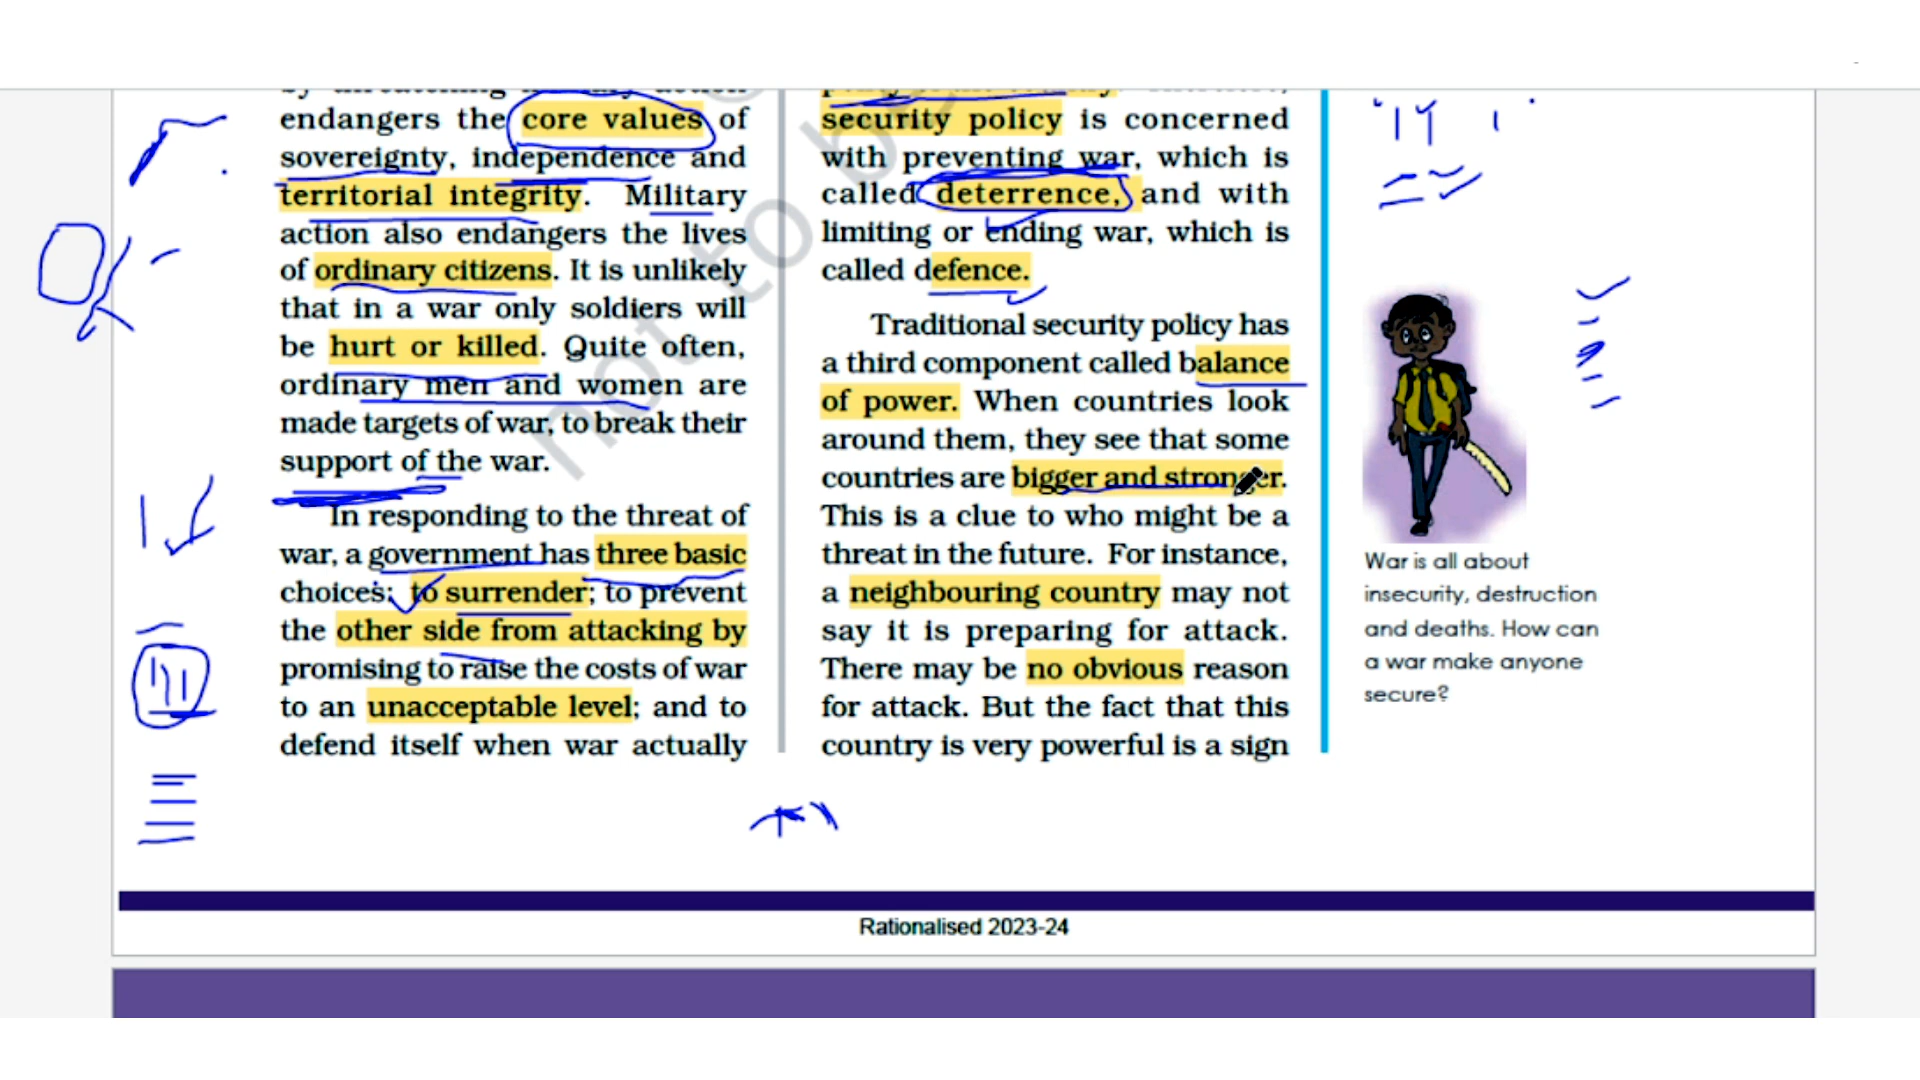 endangers the core values of
sovereignty, independence and
territorial integrity. Military
action also endangers the lives
of ordinary citizens. It is unlikely
that in a war only soldiers will
be hurt or killed. Quite often,
ordinary men and women are
made targets of war, to break their
support of the war.
In responding to the threat of
war, a government has three basic
choices: to surrender; to prevent
the other side from attacking by
promising to raise the costs of war
to an unacceptable level; and to
defend itself when war actually
security policy is concerned
with preventing war, which is
called deterrence, and with
limiting or ending war, which is
called defence.
Traditional security policy has
a third component called balance
of power. When countries look
around them, they see that some
countries are bigger and stronger.
This is a clue to who might be a
threat in the future. For instance,
a neighbouring country may not
say it is preparing for attack.
There may be no obvious reason
for attack. But the fact that this
country is very powerful is a sign
War is all about
insecurity, destruction
and deaths. How can
a war make anyone
secure?
not to be
Rationalised 2023-24